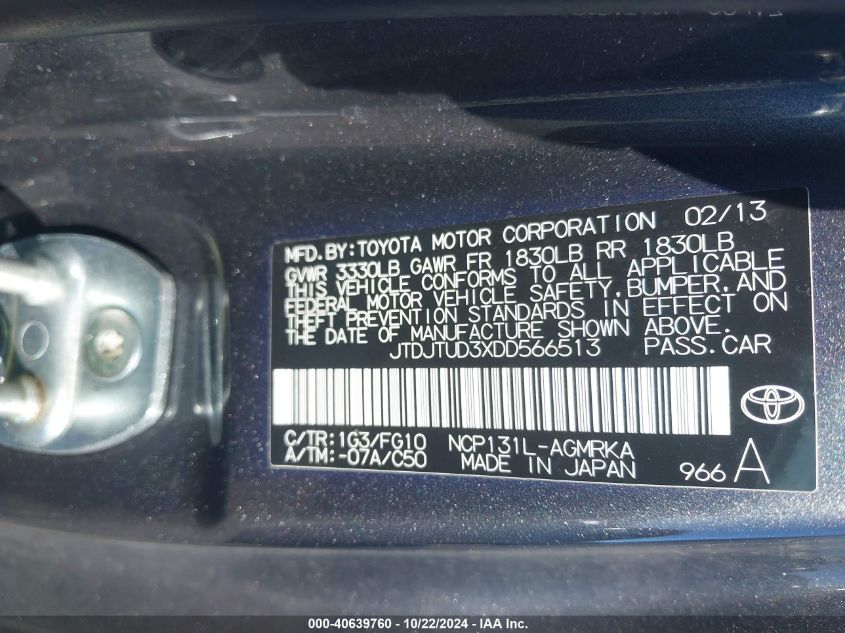 MFD. BY: TOYOTA MOTOR CORPORATION 02/13
GVWR 3330LB GAWR FR 1830LB RR 1830LB
THIS VEHICLE CONFORMS TO ALL APPLICABLE
FEDERAL MOTOR VEHICLE SAFETY, BUMPER, AND
THEFT PREVENTION STANDARDS IN EFFECT ON
THE DATE OF MANUFACTURE SHOWN ABOVE.
JTDJTUD3XDD566513 PASS.CAR
C/TR: 1G3/FG10 NCP131L-AGMRKA
A/TM: -07A/C50 MADE IN JAPAN 966 A
TOYOTA
000-40639760 - 10/22/2024 - IAA Inc.